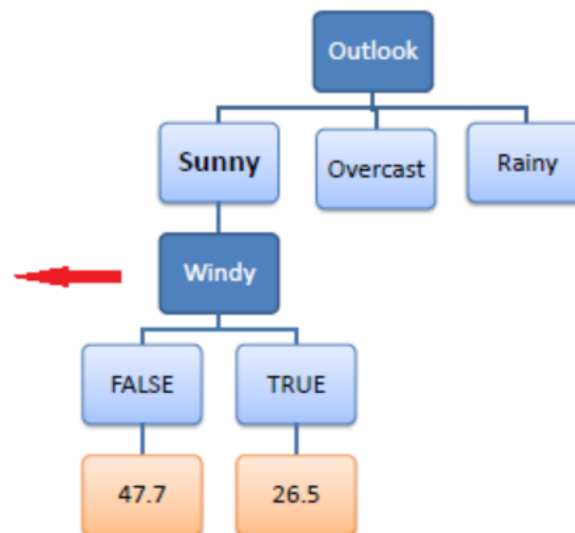 Outlook
Sunny
Overcast
Rainy
Windy
FALSE
TRUE
47.7
26.5